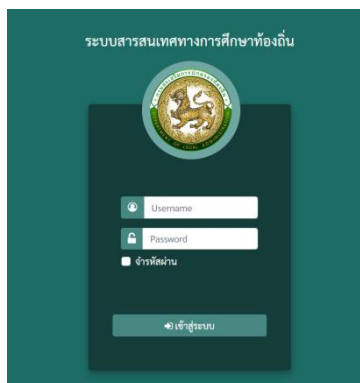 ระบบสารสนเทศทางการศึกษาท้องถิ่น
Username
Password
จำรหัสผ่าน
เข้าสู่ระบบ